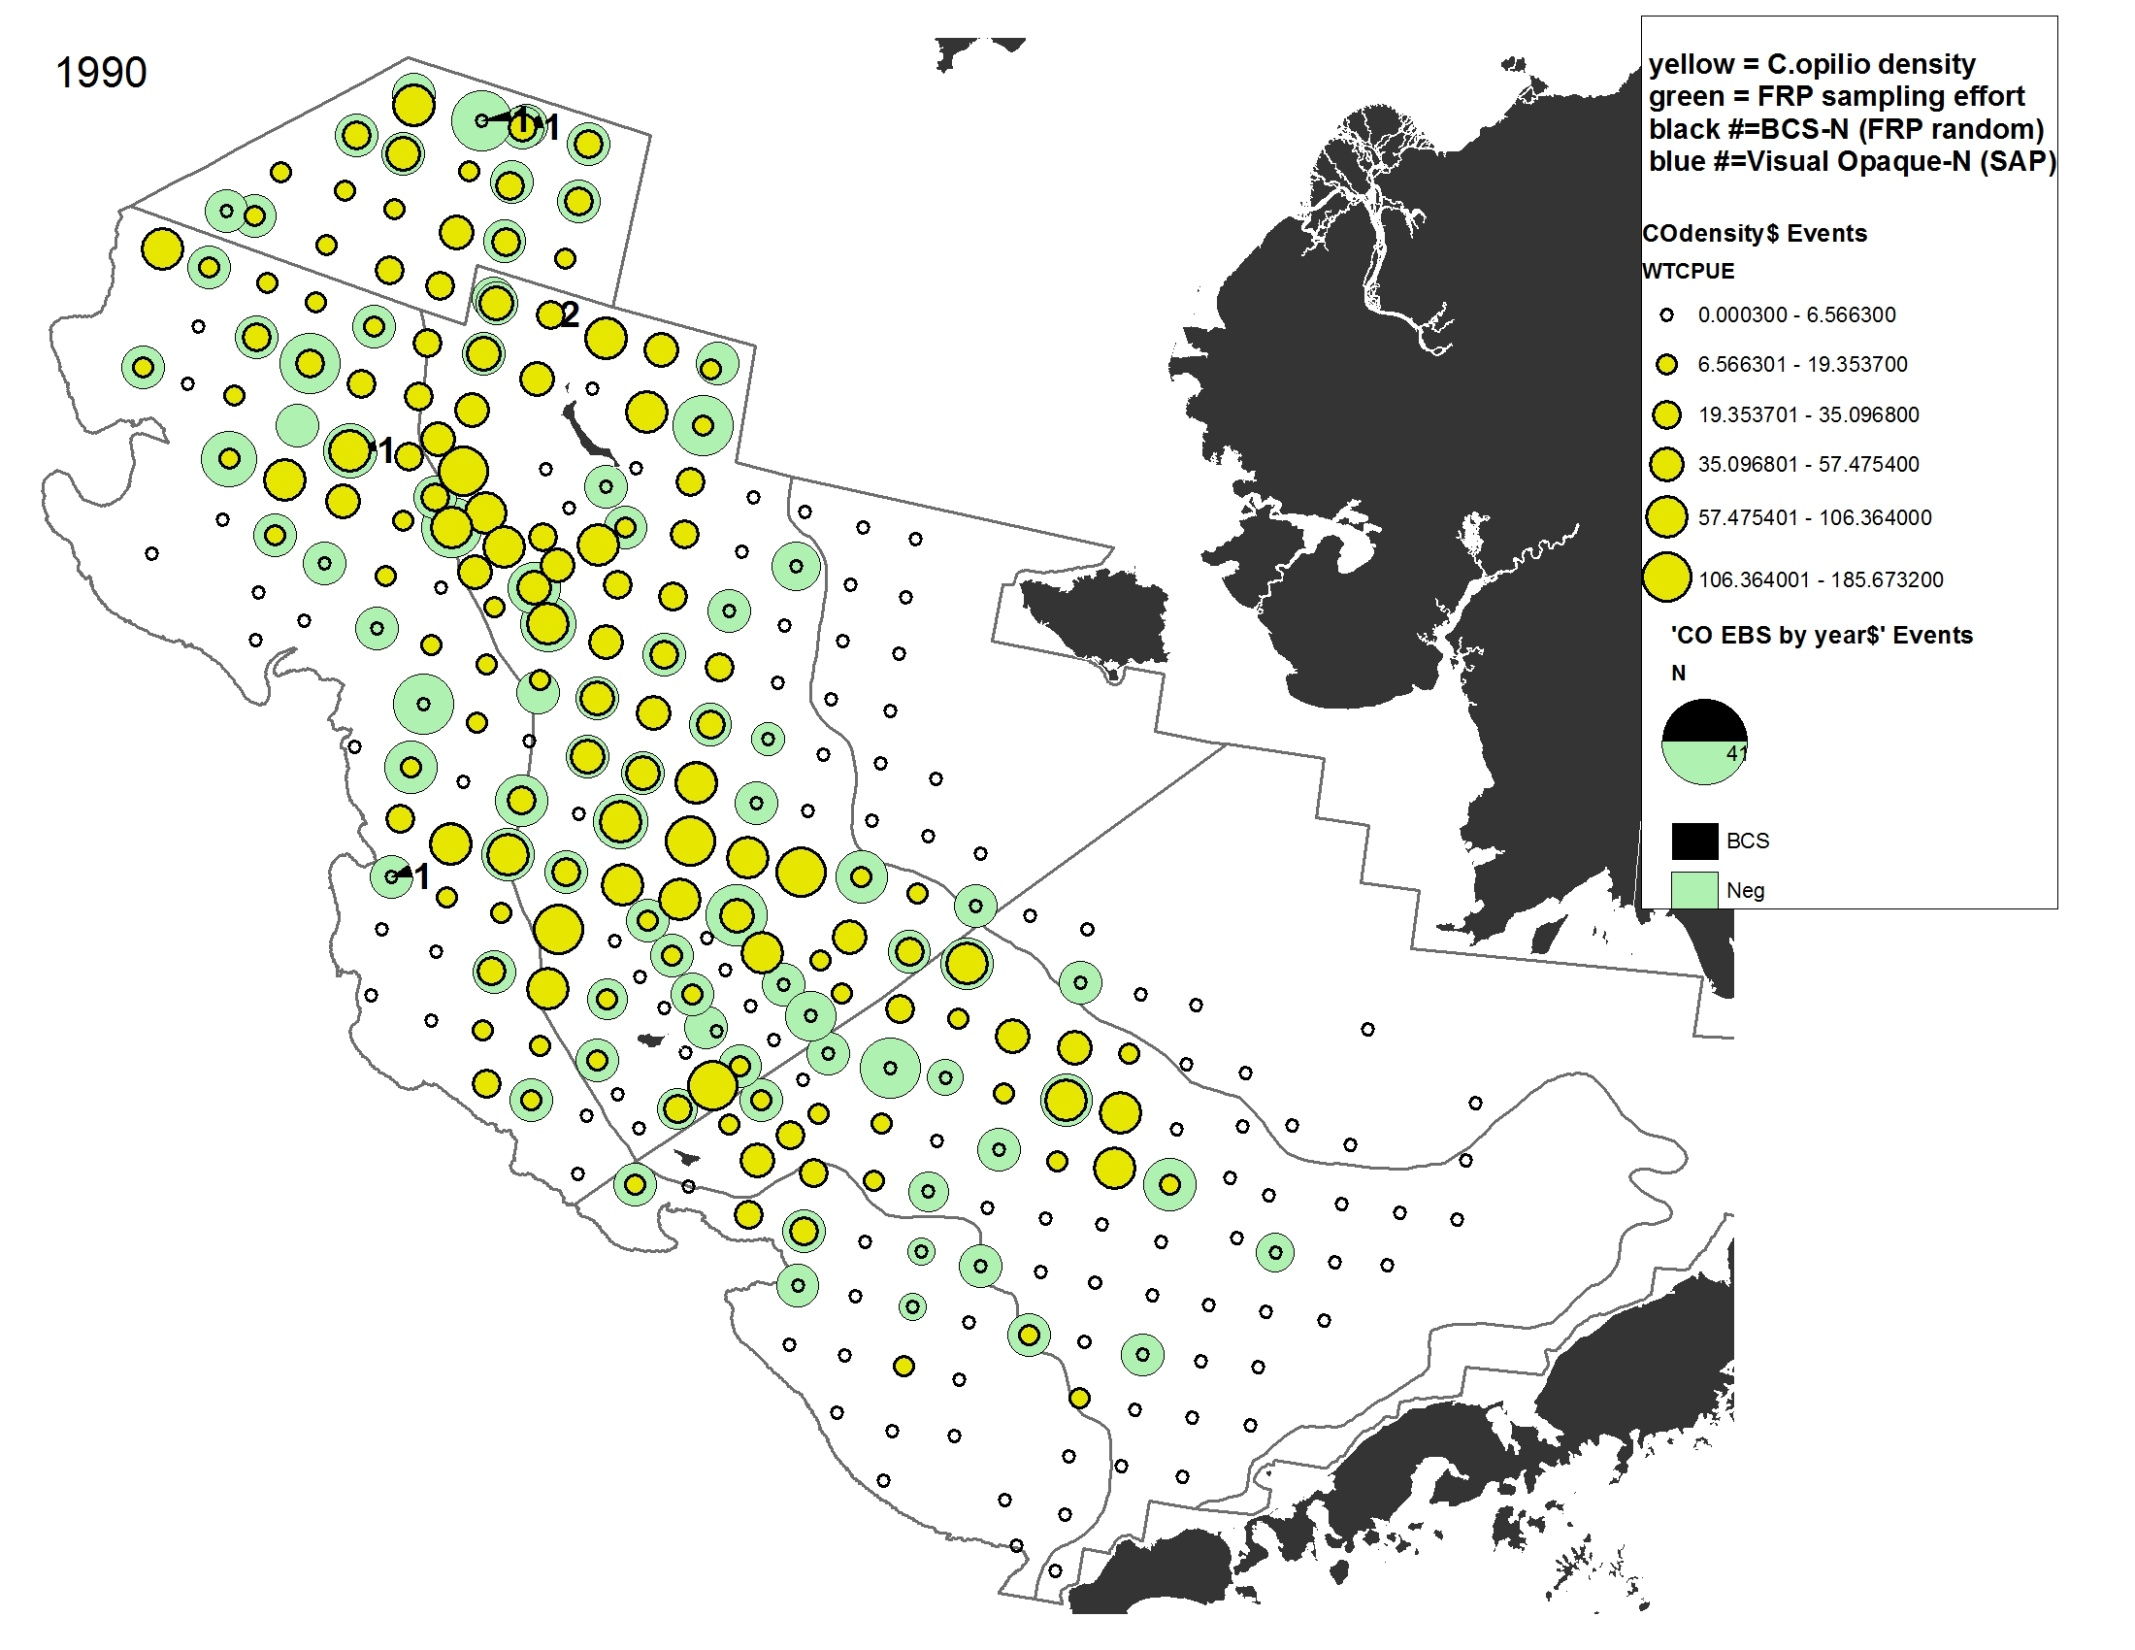 1990
yellow = C.opilio density
green = FRP sampling effort
black #=BCS-N (FRP random)
blue #=Visual Opaque-N (SAP)
COdensity$ Events
WTCPUE
0.000300 - 6.566300
6.566301 - 19.353700
19.353701 - 35.096800
35.096801 - 57.475400
57.475401 - 106.364000
106.364001 - 185.673200
'CO EBS by year$' Events
N
41
BCS
Neg
1
1
2
1
1